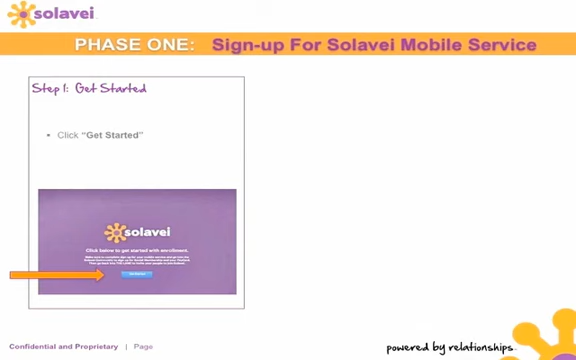 solavei
PHASE ONE: Sign-up For Solavei Mobile Service
Step 1: Get Started
• Click “Get Started”
solavei
Click below to get started with enrollment.
Confidential and Proprietary | Page
powered by relationships.